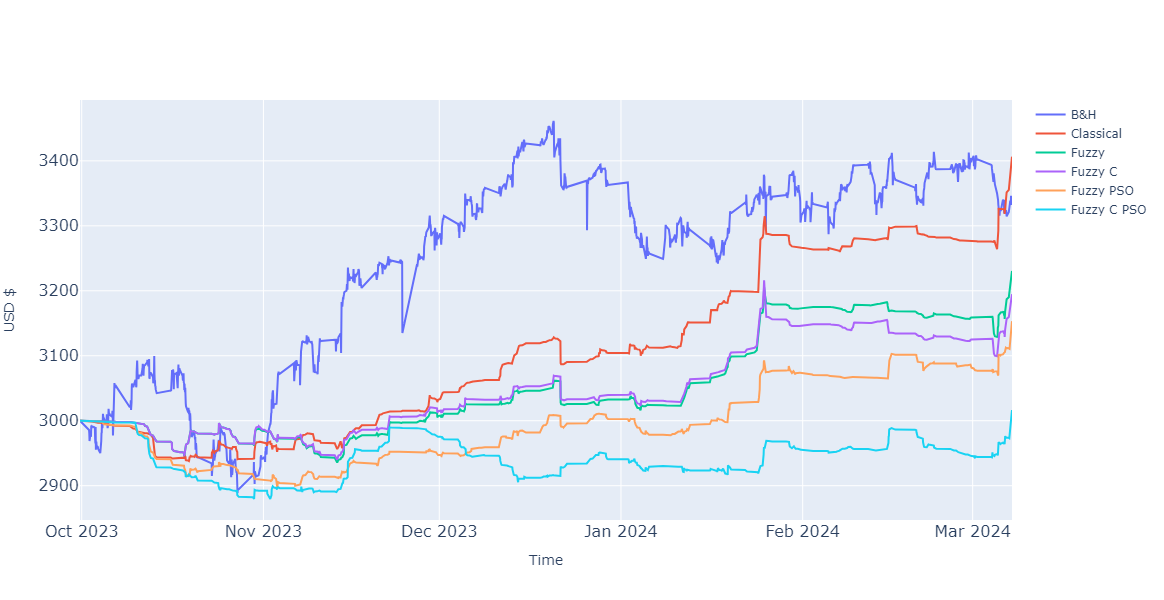 B&H
Classical
Fuzzy
Fuzzy C
Fuzzy PSO
Fuzzy C PSO
3400
3300
3200
3100
3000
2900
USD $
Oct 2023
Nov 2023
Dec 2023
Jan 2024
Feb 2024
Mar 2024
Time